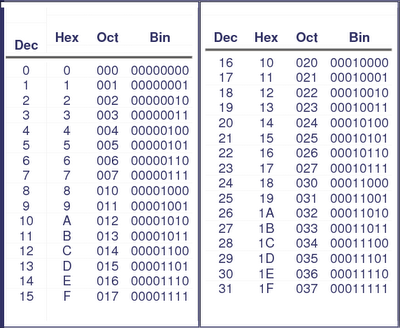 Dec Hex Oct Bin
0 0 000 00000000
1 1 001 00000001
2 2 002 00000010
3 3 003 00000011
4 4 004 00000100
5 5 005 00000101
6 6 006 00000110
7 7 007 00000111
8 8 010 00001000
9 9 011 00001001
10 A 012 00001010
11 B 013 00001011
12 C 014 00001100
13 D 015 00001101
14 E 016 00001110
15 F 017 00001111
Dec Hex Oct Bin
16 10 020 00010000
17 11 021 00010001
18 12 022 00010010
19 13 023 00010011
20 14 024 00010100
21 15 025 00010101
22 16 026 00010110
23 17 027 00010111
24 18 030 00011000
25 19 031 00011001
26 1A 032 00011010
27 1B 033 00011011
28 1C 034 00011100
29 1D 035 00011101
30 1E 036 00011110
31 1F 037 00011111